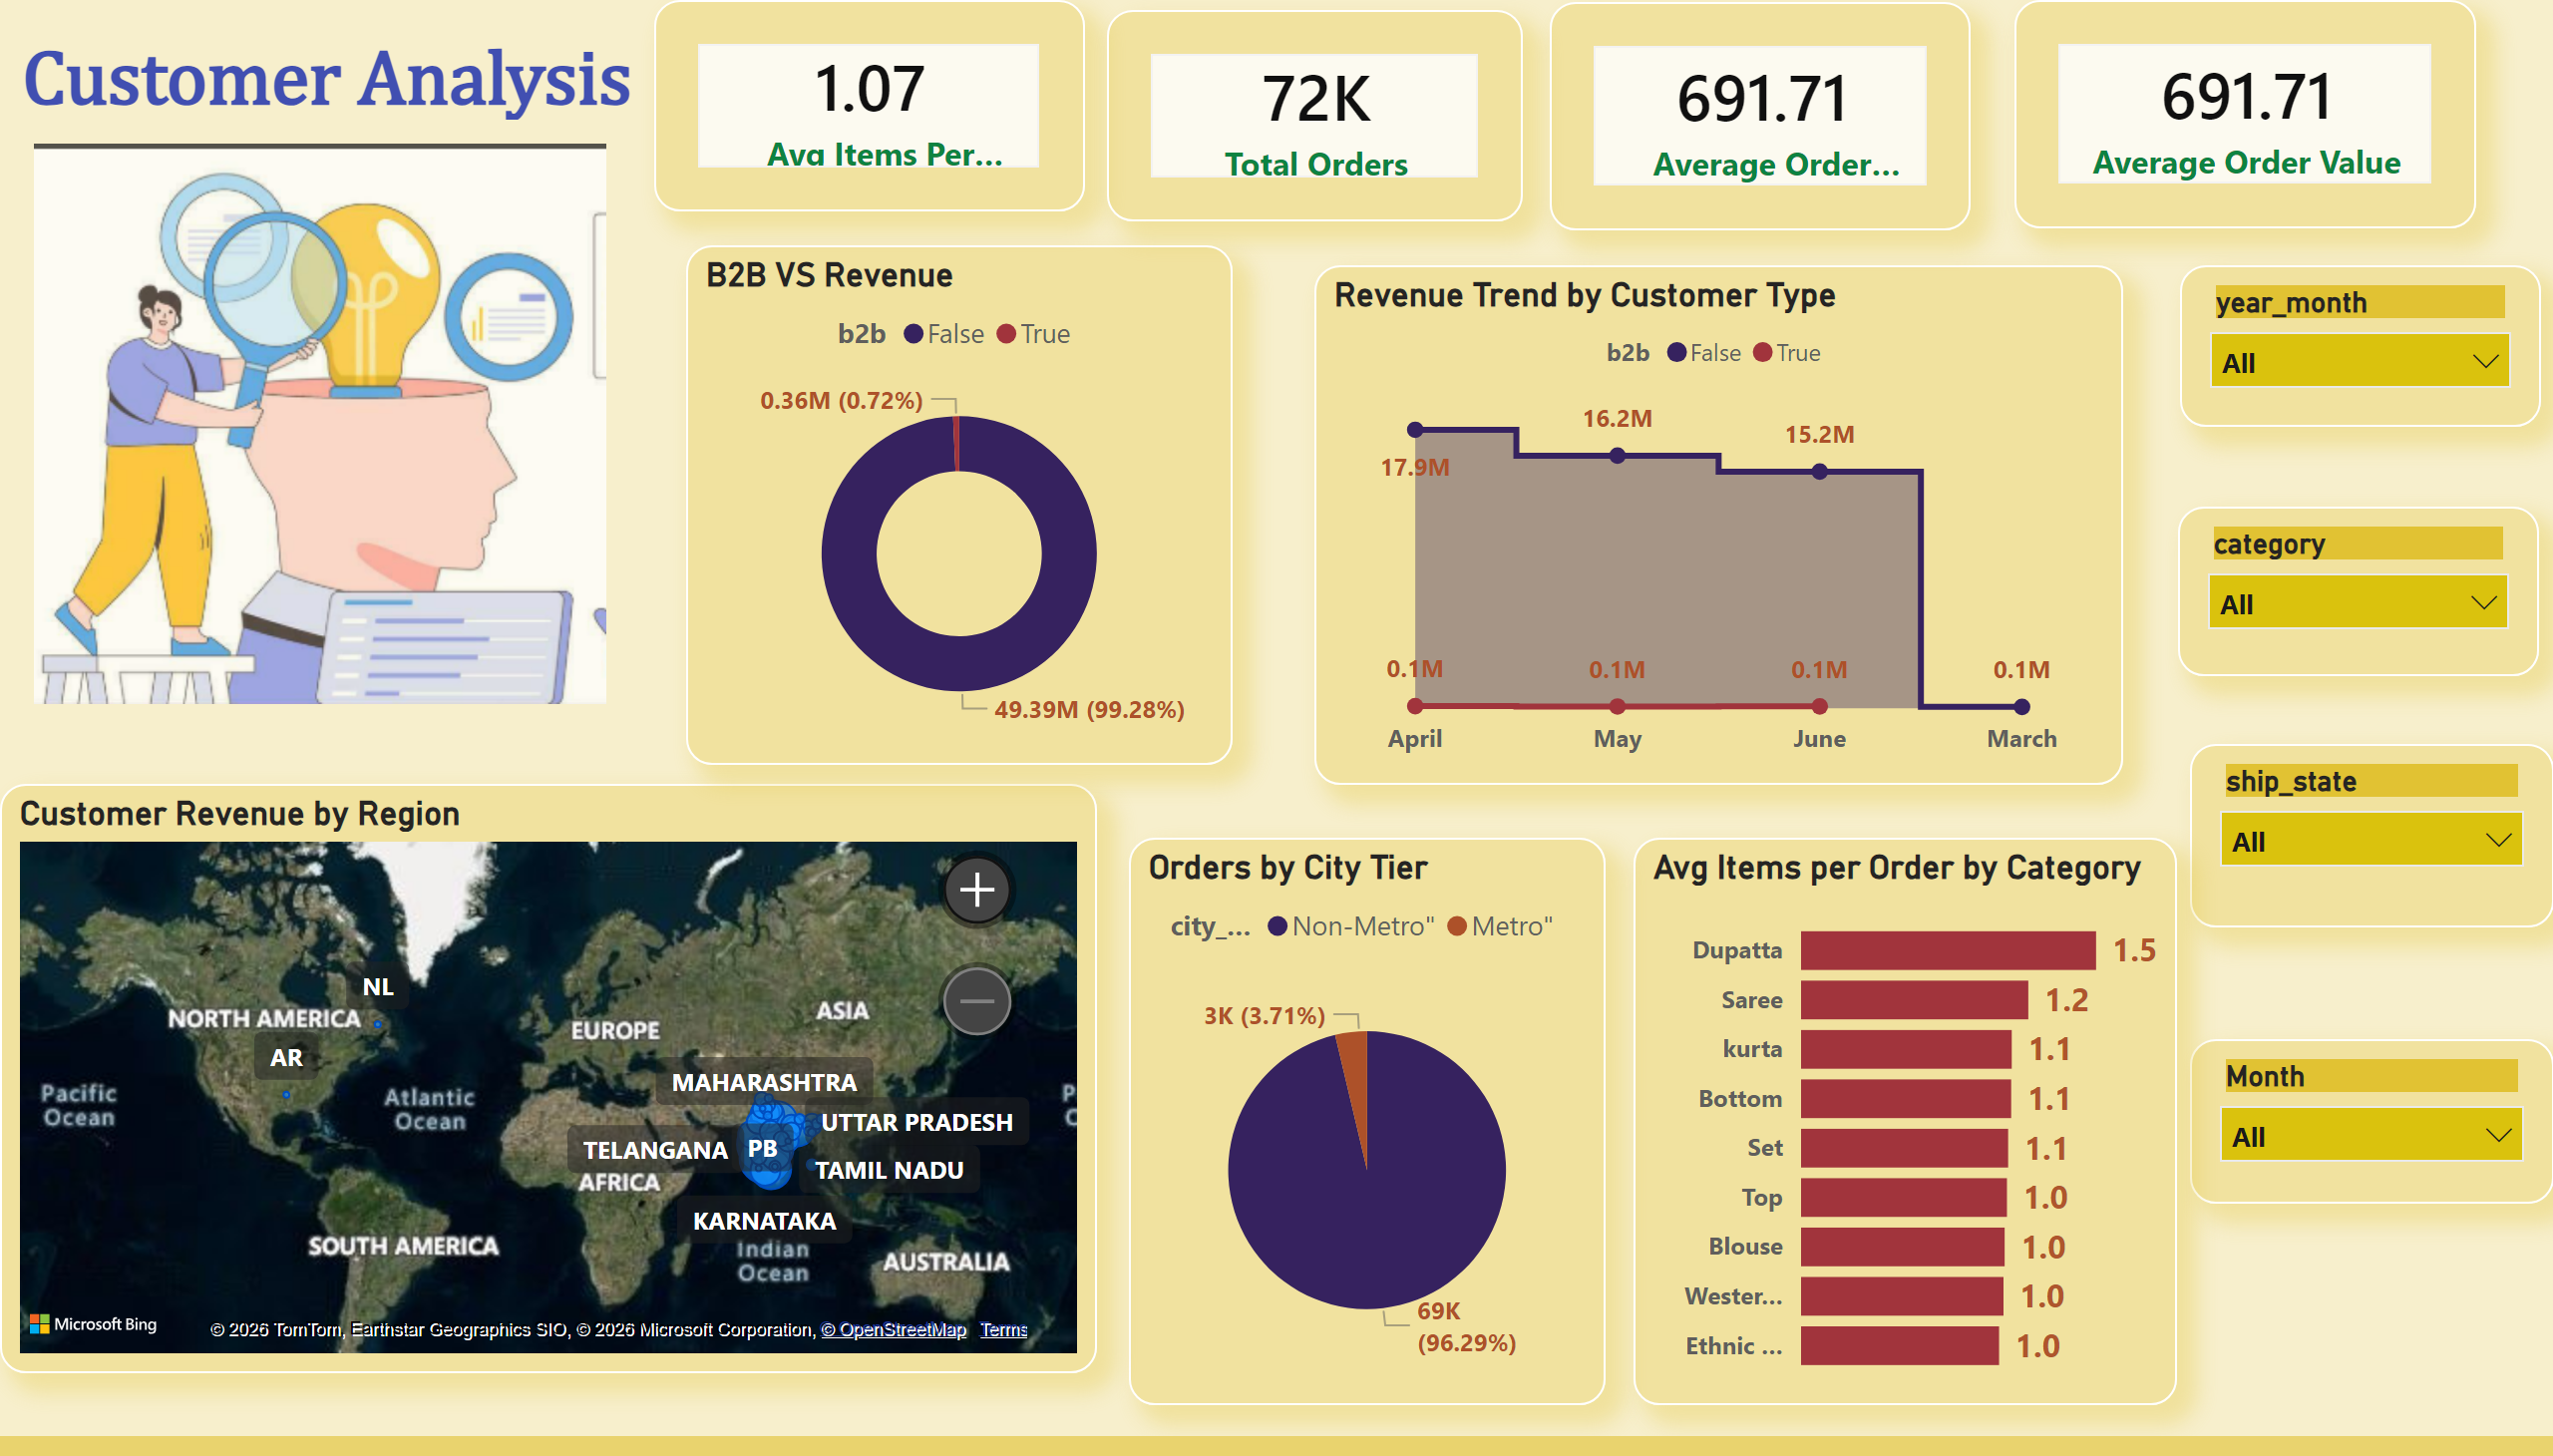 Customer Analysis
1.07
Avg Items Per...
72K
Total Orders
691.71
Average Order...
691.71
Average Order Value
B2B VS Revenue
b2b False True
0.36M (0.72%)
49.39M (99.28%)
Revenue Trend by Customer Type
b2b False True
17.9M
16.2M
15.2M
0.1M
0.1M
0.1M
0.1M
April
May
June
March
year_month
All
category
All
ship_state
All
Month
All
Customer Revenue by Region
NL
NORTH AMERICA
AR
EUROPE
ASIA
Pacific
Ocean
Atlantic
Ocean
MAHARASHTRA
UTTAR PRADESH
TELANGANA
PB
TAMIL NADU
AFRICA
KARNATAKA
SOUTH AMERICA
Indian
Ocean
AUSTRALIA
P
Microsoft Bing
© 2026 TomTom, Earthstar Geographics SIO, © 2026 Microsoft Corporation, © OpenStreetMap Terms
Orders by City Tier
city_... Non-Metro" Metro"
3K (3.71%)
69K
(96.29%)
Avg Items per Order by Category
Dupatta 1.5
Saree 1.2
kurta 1.1
Bottom 1.1
Set 1.1
Top 1.0
Blouse 1.0
Wester... 1.0
Ethnic ... 1.0